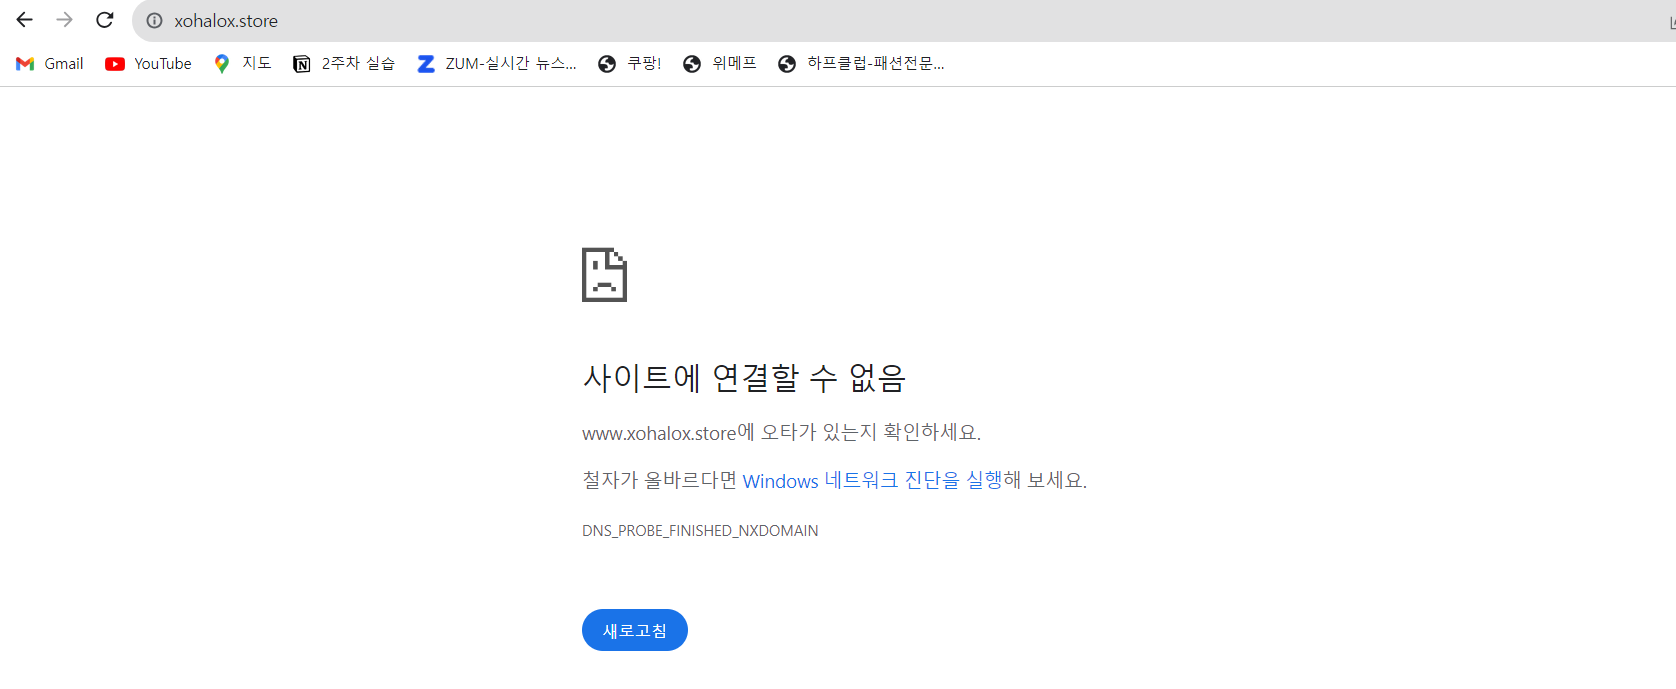 xohalox.store
Gmail YouTube 지도 2주차 실습 ZUM-실시간 뉴스... 쿠팡! 위메프 하프클럽-패션전문...
사이트에 연결할 수 없음
www.xohalox.store에 오타가 있는지 확인하세요.
철자가 올바르다면 Windows 네트워크 진단을 실행해 보세요.
DNS_PROBE_FINISHED_NXDOMAIN
새로고침